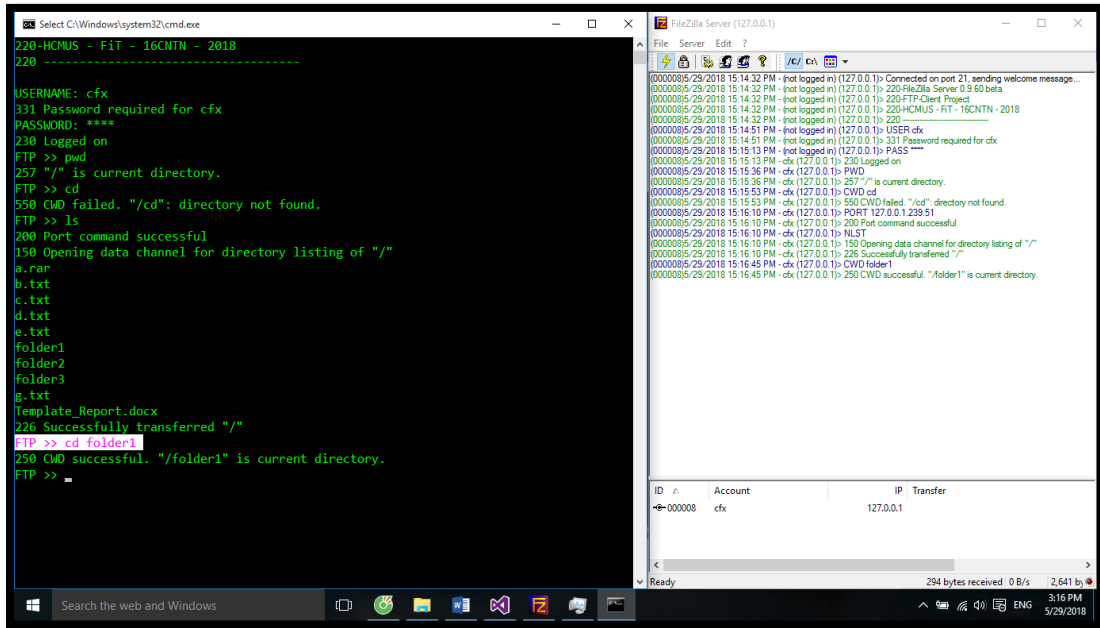 Select C:\Windows\system32\cmd.exe
220-HCMUS - FiT - 16CNTN - 2018
220 ------------------------------------
USERNAME: cfx
331 Password required for cfx
PASSWORD: ****
230 Logged on
FTP >> pwd
257 "/" is current directory.
FTP >> cd
550 CWD failed. "/cd": directory not found.
FTP >> ls
200 Port command successful
150 Opening data channel for directory listing of "/"
a.rar
b.txt
c.txt
d.txt
e.txt
folder1
folder2
folder3
g.txt
Template_Report.docx
226 Successfully transferred "/"
FTP >> cd folder1
250 CWD successful. "/folder1" is current directory.
FTP >> _
FileZilla Server (127.0.0.1)
File Server Edit ?
/C/ C:\
(000008)5/29/2018 15:14:32 PM - (not logged in) (127.0.0.1)> Connected on port 21, sending welcome message...
(000008)5/29/2018 15:14:32 PM - (not logged in) (127.0.0.1)> 220-FileZilla Server 0.9.60 beta
(000008)5/29/2018 15:14:32 PM - (not logged in) (127.0.0.1)> 220-FTP-Client Project
(000008)5/29/2018 15:14:32 PM - (not logged in) (127.0.0.1)> 220-HCMUS - FiT - 16CNTN - 2018
(000008)5/29/2018 15:14:32 PM - (not logged in) (127.0.0.1)> 220 ------------------------------------
(000008)5/29/2018 15:14:51 PM - (not logged in) (127.0.0.1)> USER cfx
(000008)5/29/2018 15:14:51 PM - (not logged in) (127.0.0.1)> 331 Password required for cfx
(000008)5/29/2018 15:15:13 PM - (not logged in) (127.0.0.1)> PASS ****
(000008)5/29/2018 15:15:13 PM - cfx (127.0.0.1)> 230 Logged on
(000008)5/29/2018 15:15:36 PM - cfx (127.0.0.1)> PWD
(000008)5/29/2018 15:15:36 PM - cfx (127.0.0.1)> 257 "/" is current directory.
(000008)5/29/2018 15:15:53 PM - cfx (127.0.0.1)> CWD cd
(000008)5/29/2018 15:15:53 PM - cfx (127.0.0.1)> 550 CWD failed. "/cd": directory not found.
(000008)5/29/2018 15:16:10 PM - cfx (127.0.0.1)> PORT 127.0.0.1.239.51
(000008)5/29/2018 15:16:10 PM - cfx (127.0.0.1)> 200 Port command successful
(000008)5/29/2018 15:16:10 PM - cfx (127.0.0.1)> NLST
(000008)5/29/2018 15:16:10 PM - cfx (127.0.0.1)> 150 Opening data channel for directory listing of "/"
(000008)5/29/2018 15:16:10 PM - cfx (127.0.0.1)> 226 Successfully transferred "/"
(000008)5/29/2018 15:16:45 PM - cfx (127.0.0.1)> CWD folder1
(000008)5/29/2018 15:16:45 PM - cfx (127.0.0.1)> 250 CWD successful. "/folder1" is current directory.
ID Account IP Transfer
000008 cfx 127.0.0.1
Ready 294 bytes received 0 B/s 2,641 by
Search the web and Windows
ENG
3:16 PM
5/29/2018